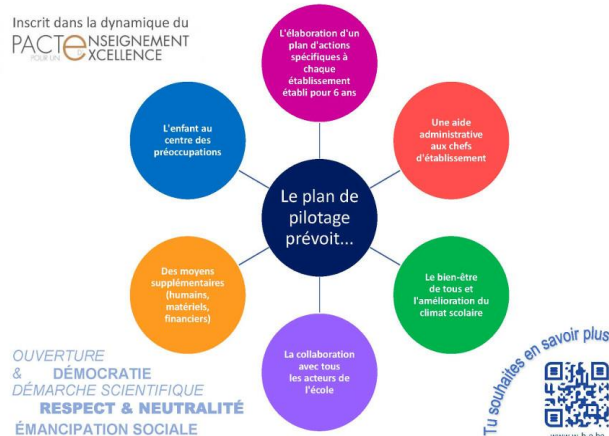 Inscrit dans la dynamique du
PACTE NSEIGNEMENT
POUR UN D'EXCELLENCE
L'élaboration d'un
plan d'actions
spécifiques à
chaque
établissement
établi pour 6 ans
L'enfant au
centre des
préoccupations
Une aide
administrative
aux chefs
d'établissement
Le plan de
pilotage
prévoit...
Des moyens
supplémentaires
(humains,
matériels,
financiers)
Le bien-être
de tous et
l'amélioration du
climat scolaire
La collaboration
avec tous
les acteurs de
l'école
OUVERTURE
& DÉMOCRATIE
DÉMARCHE SCIENTIFIQUE
RESPECT & NEUTRALITÉ
ÉMANCIPATION SOCIALE
Tu souhaites en savoir plus